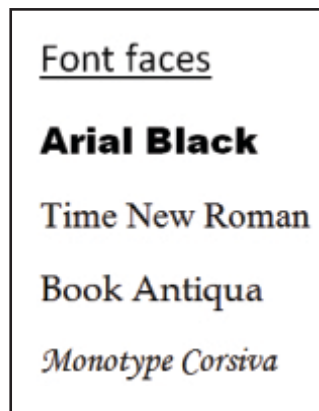 Font faces
Arial Black
Time New Roman
Book Antiqua
Monotype Corsiva